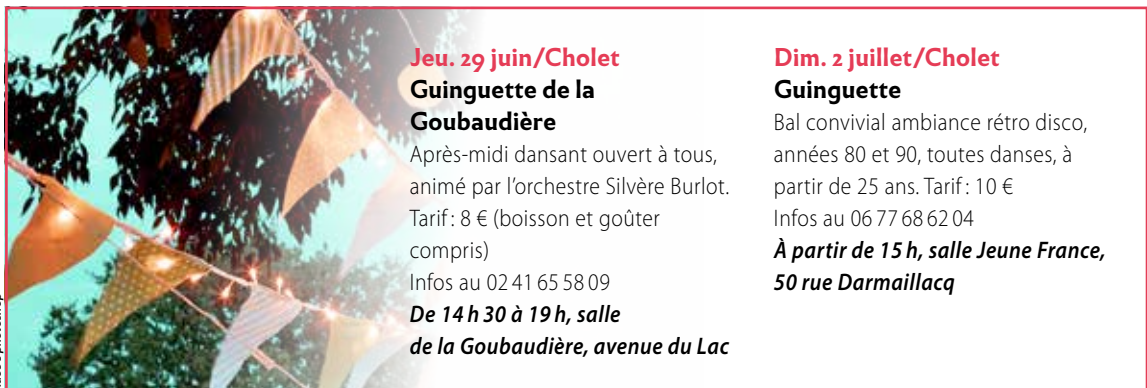 Jeu. 29 juin/Cholet
Guinguette de la
Goubaudière
Après-midi dansant ouvert à tous,
animé par l'orchestre Silvère Burlot.
Tarif : 8 € (boisson et goûter
compris)
Infos au 02 41 65 58 09
De 14 h 30 à 19 h, salle
de la Goubaudière, avenue du Lac
Dim. 2 juillet/Cholet
Guinguette
Bal convivial ambiance rétro disco,
années 80 et 90, toutes danses, à
partir de 25 ans. Tarif : 10 €
Infos au 06 77 68 62 04
À partir de 15 h, salle Jeune France,
50 rue Darmaillacq